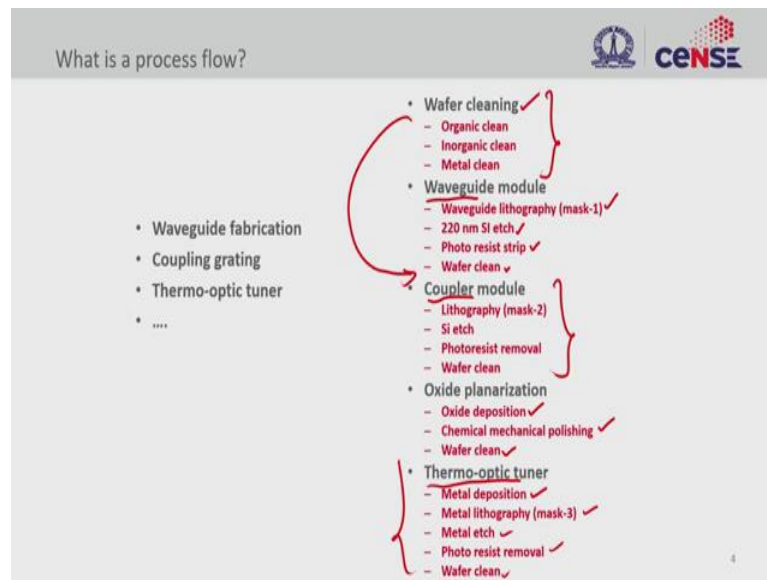 What is a process flow?
CeNSE
• Waveguide fabrication
• Coupling grating
• Thermo-optic tuner
• ....
• Wafer cleaning
– Organic clean
– Inorganic clean
– Metal clean
• Waveguide module
– Waveguide lithography (mask-1)
– 220 nm SI etch
– Photo resist strip
– Wafer clean
• Coupler module
– Lithography (mask-2)
– Si etch
– Photoresist removal
– Wafer clean
• Oxide planarization
– Oxide deposition
– Chemical mechanical polishing
– Wafer clean
• Thermo-optic tuner
– Metal deposition
– Metal lithography (mask-3)
– Metal etch
– Photo resist removal
– Wafer clean
4